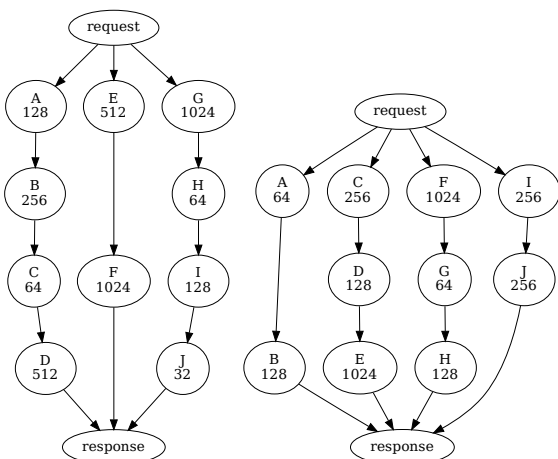 request
A
128
E
512
G
1024
B
256
H
64
C
64
F
1024
I
128
D
512
J
32
response
request
A
64
C
256
F
1024
I
256
D
128
G
64
J
256
B
128
E
1024
H
128
response